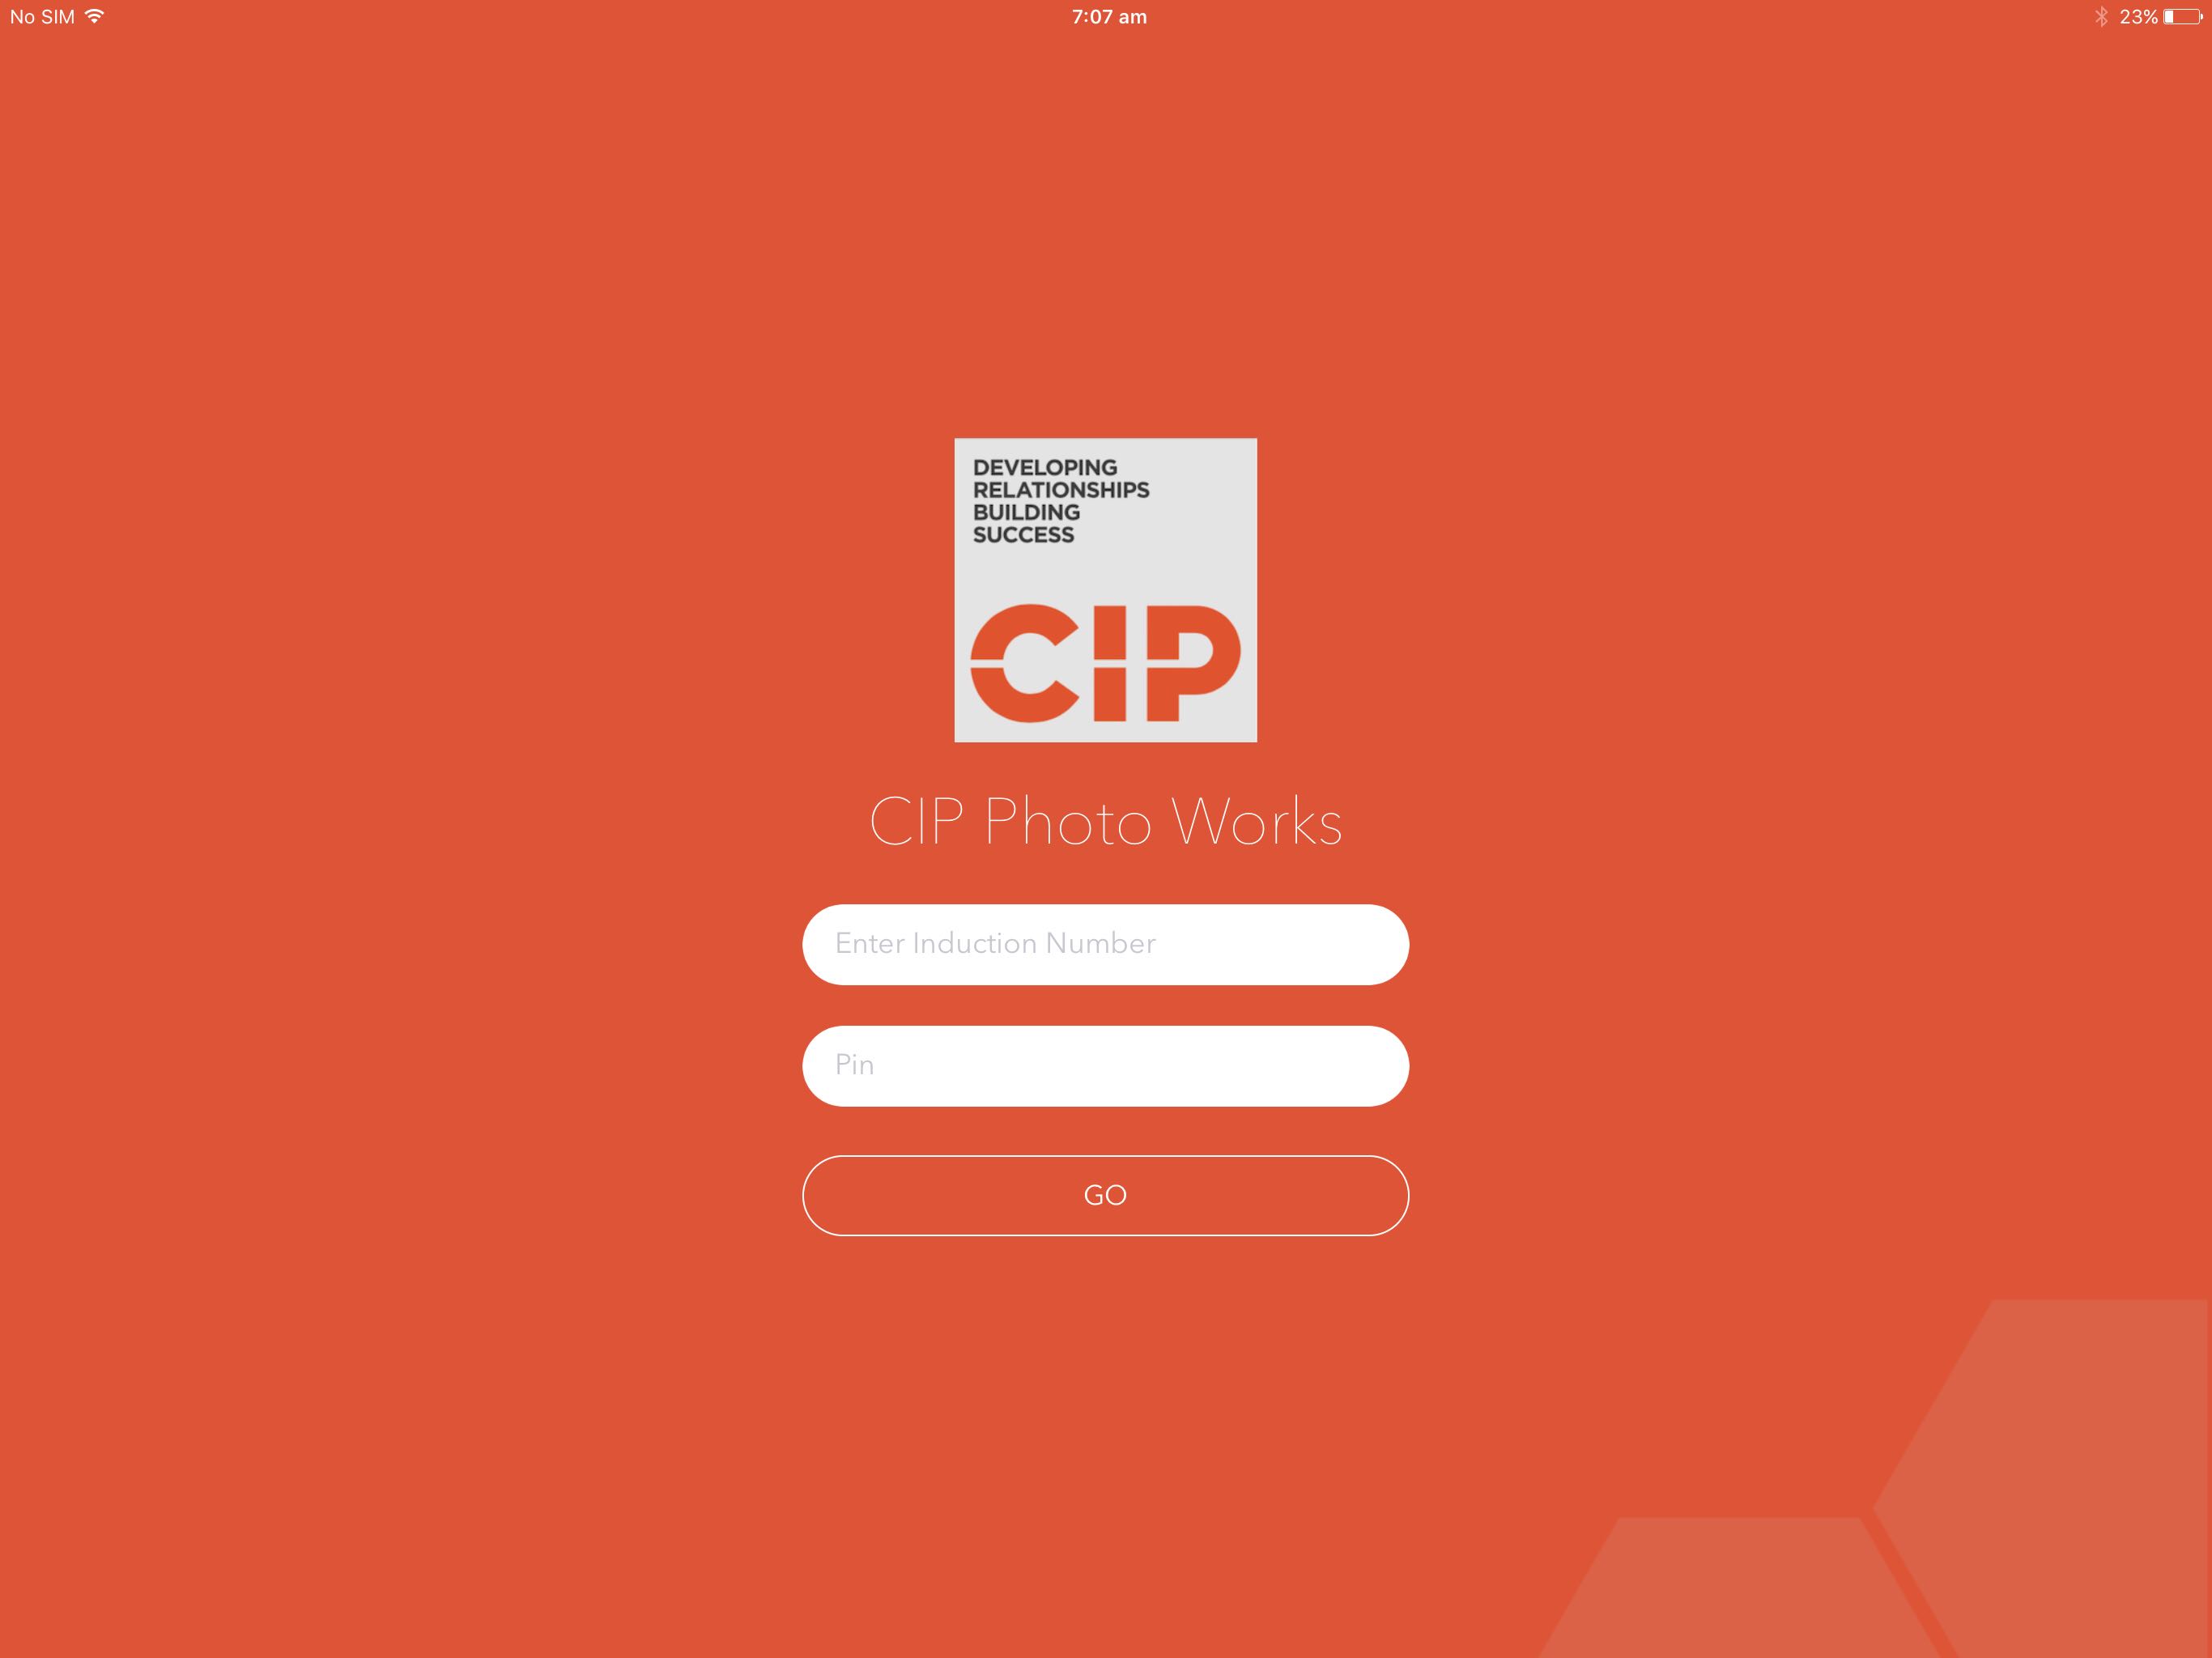 No SIM
7:07 am
23%
DEVELOPING
RELATIONSHIPS
BUILDING
SUCCESS
CIP
CIP Photo Works
Enter Induction Number
Pin
GO